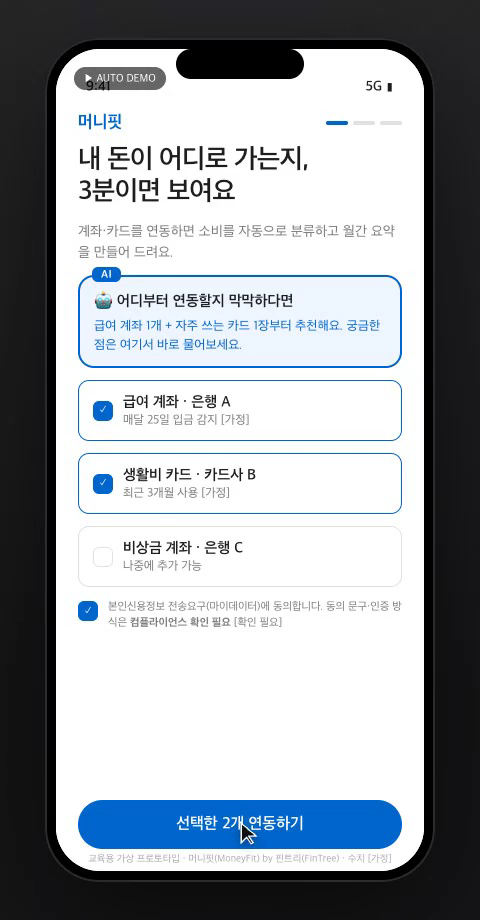 ▶ AUTO DEMO
9:41
5G
머니핏
내 돈이 어디로 가는지,
3분이면 보여요
계좌·카드를 연동하면 소비를 자동으로 분류하고 월간 요약
을 만들어 드려요.
AI
🤖 어디부터 연동할지 막막하다면
급여 계좌 1개 + 자주 쓰는 카드 1장부터 추천해요. 궁금한
점은 여기서 바로 물어보세요.
✓ 급여 계좌 · 은행 A
매달 25일 입금 감지 [가정]
✓ 생활비 카드 · 카드사 B
최근 3개월 사용 [가정]
비상금 계좌 · 은행 C
나중에 추가 가능
✓ 본인신용정보 전송요구(마이데이터)에 동의합니다. 동의 문구·인증 방
식은 컴플라이언스 확인 필요 [확인 필요]
선택한 2개 연동하기
교육용 가상 프로토타입 · 머니핏(MoneyFit) by 핀트리(FinTree) · 수치 [가정]